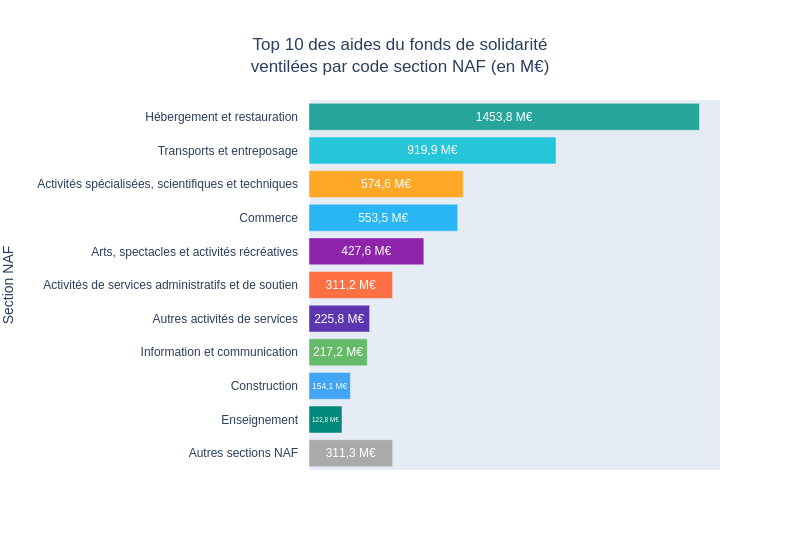 Top 10 des aides du fonds de solidarité
ventilées par code section NAF (en M€)
Section NAF
Hébergement et restauration 1453,8 M€
Transports et entreposage 919,9 M€
Activités spécialisées, scientifiques et techniques 574,6 M€
Commerce 553,5 M€
Arts, spectacles et activités récréatives 427,6 M€
Activités de services administratifs et de soutien 311,2 M€
Autres activités de services 225,8 M€
Information et communication 217,2 M€
Construction 154,1 M€
Enseignement 122,8 M€
Autres sections NAF 311,3 M€